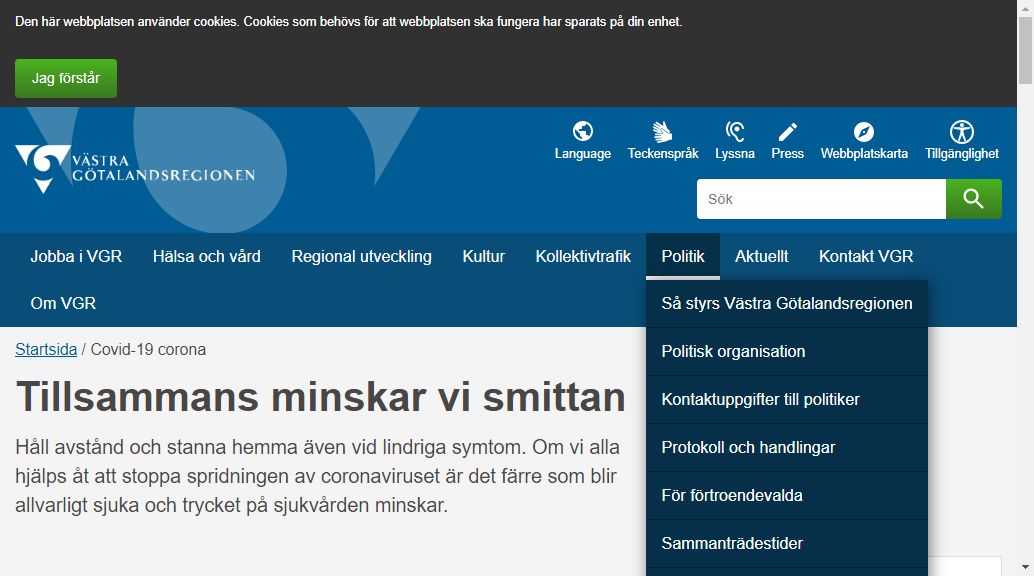 Den här webbplatsen använder cookies. Cookies som behövs för att webbplatsen ska fungera har sparats på din enhet.
Jag förstår
VÄSTRA
GÖTALANDSREGIONEN
Language
Teckenspråk
Lyssna
Press
Webbplatskarta
Tillgänglighet
Sök
Jobba i VGR
Hälsa och vård
Regional utveckling
Kultur
Kollektivtrafik
Politik
Aktuellt
Kontakt VGR
Om VGR
Så styrs Västra Götalandsregionen
Politisk organisation
Kontaktuppgifter till politiker
Protokoll och handlingar
För förtroendevalda
Sammanträdestider
Startsida / Covid-19 corona
Tillsammans minskar vi smittan
Håll avstånd och stanna hemma även vid lindriga symtom. Om vi alla
hjälps åt att stoppa spridningen av coronaviruset är det färre som blir
allvarligt sjuka och trycket på sjukvården minskar.